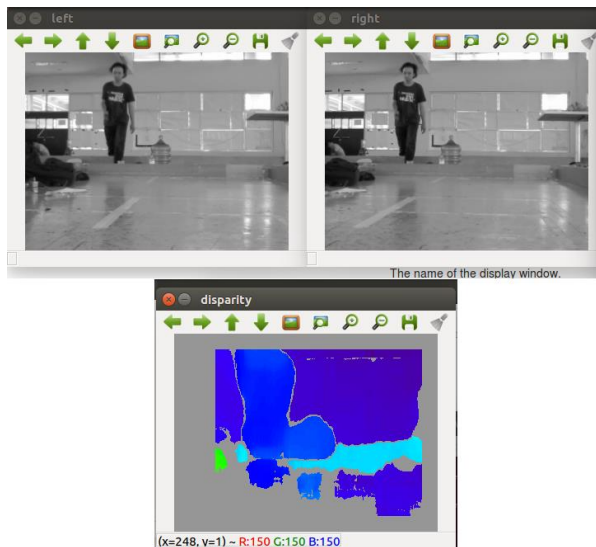 left
right
The name of the display window.
disparity
(x=248, y=1) ~ R:150 G:150 B:150